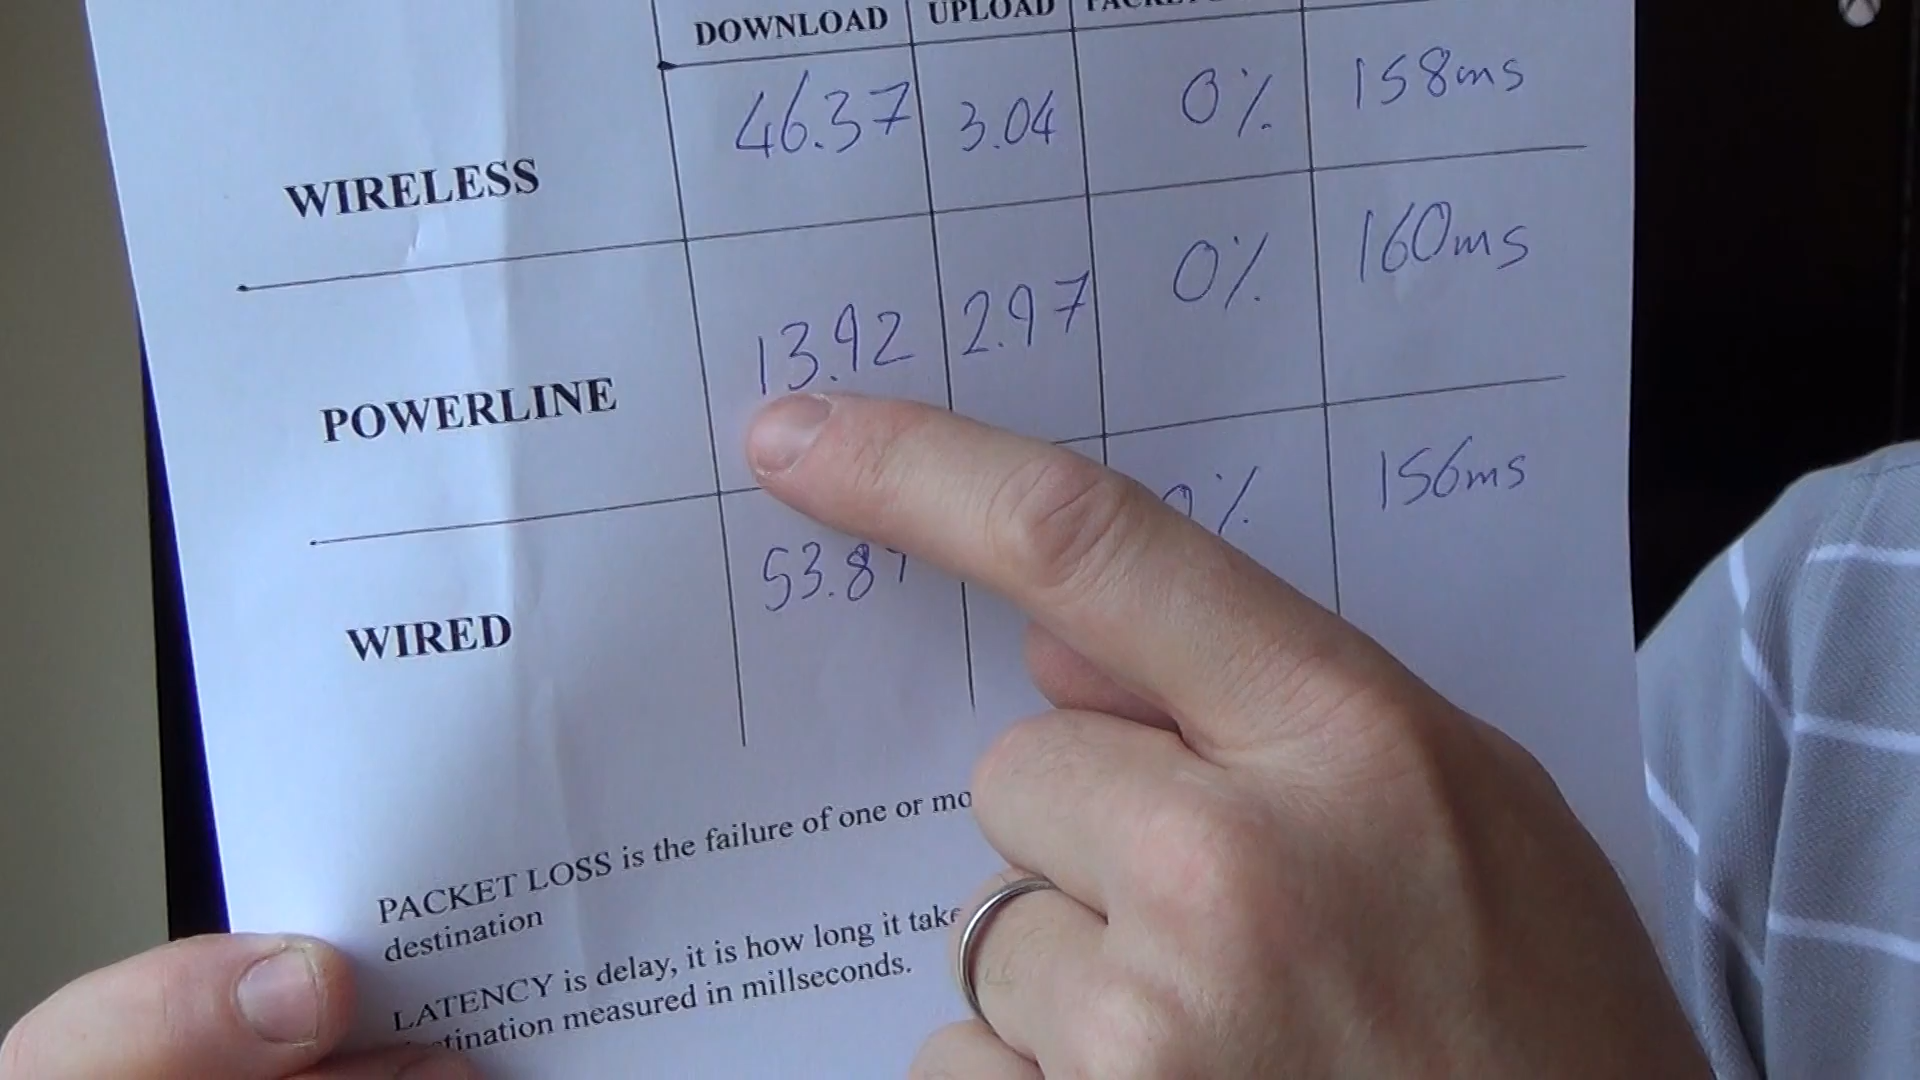 DOWNLOAD UPLOAD
WIRELESS 46.37 3.04 0% 158ms
POWERLINE 13.92 2.97 0% 160ms
WIRED 53.8 % 156ms
PACKET LOSS is the failure of one or mo
destination
LATENCY is delay, it is how long it take
tination measured in millseconds.